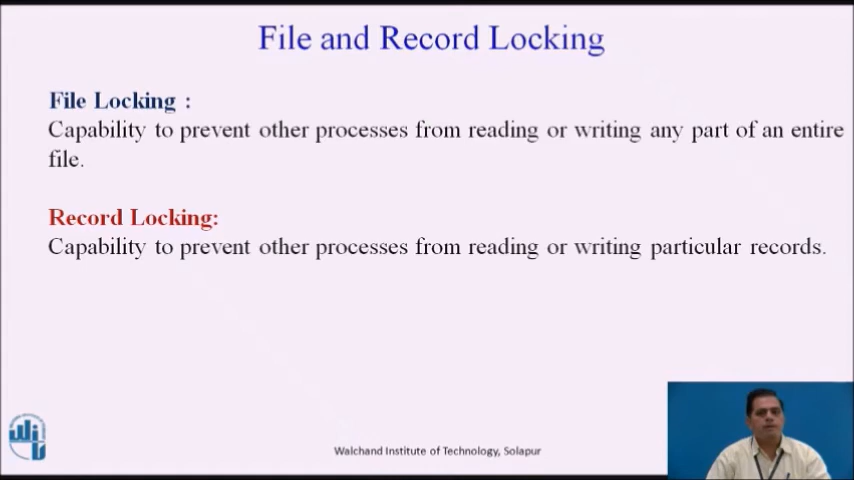 File and Record Locking
File Locking :
Capability to prevent other processes from reading or writing any part of an entire
file.
Record Locking:
Capability to prevent other processes from reading or writing particular records.
Walchand Institute of Technology, Solapur